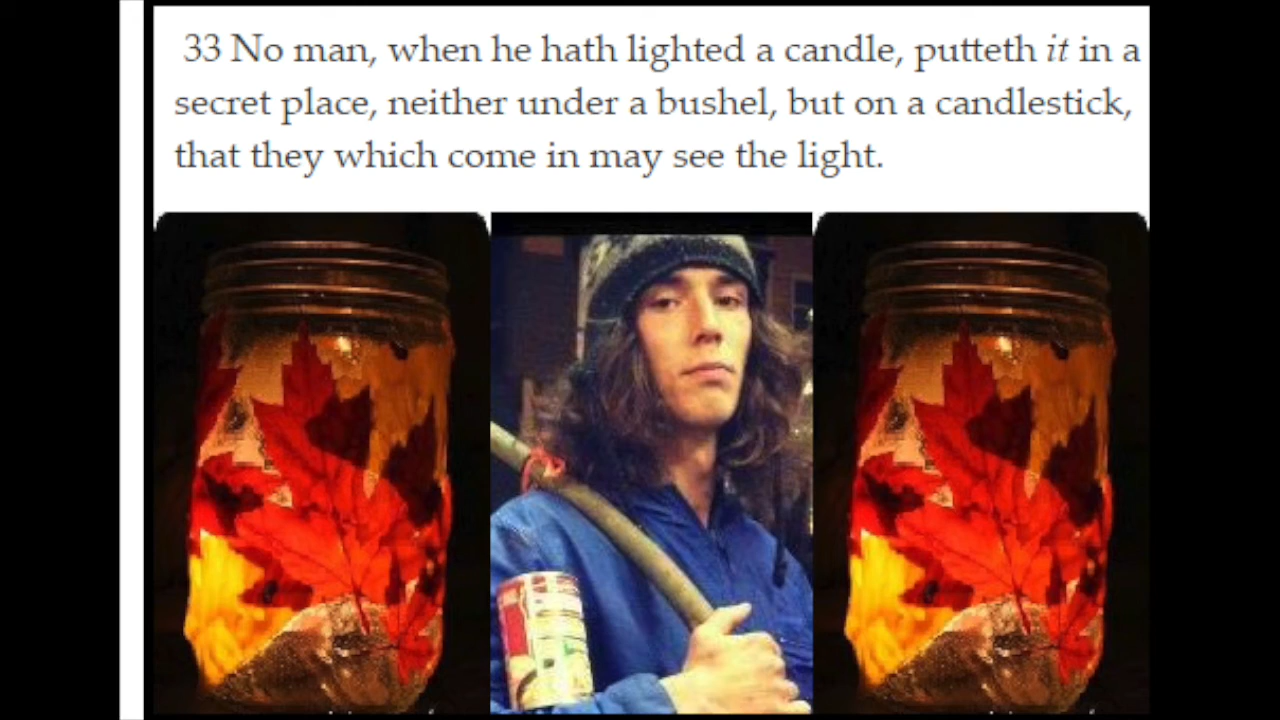 33 No man, when he hath lighted a candle, putteth it in a
secret place, neither under a bushel, but on a candlestick,
that they which come in may see the light.